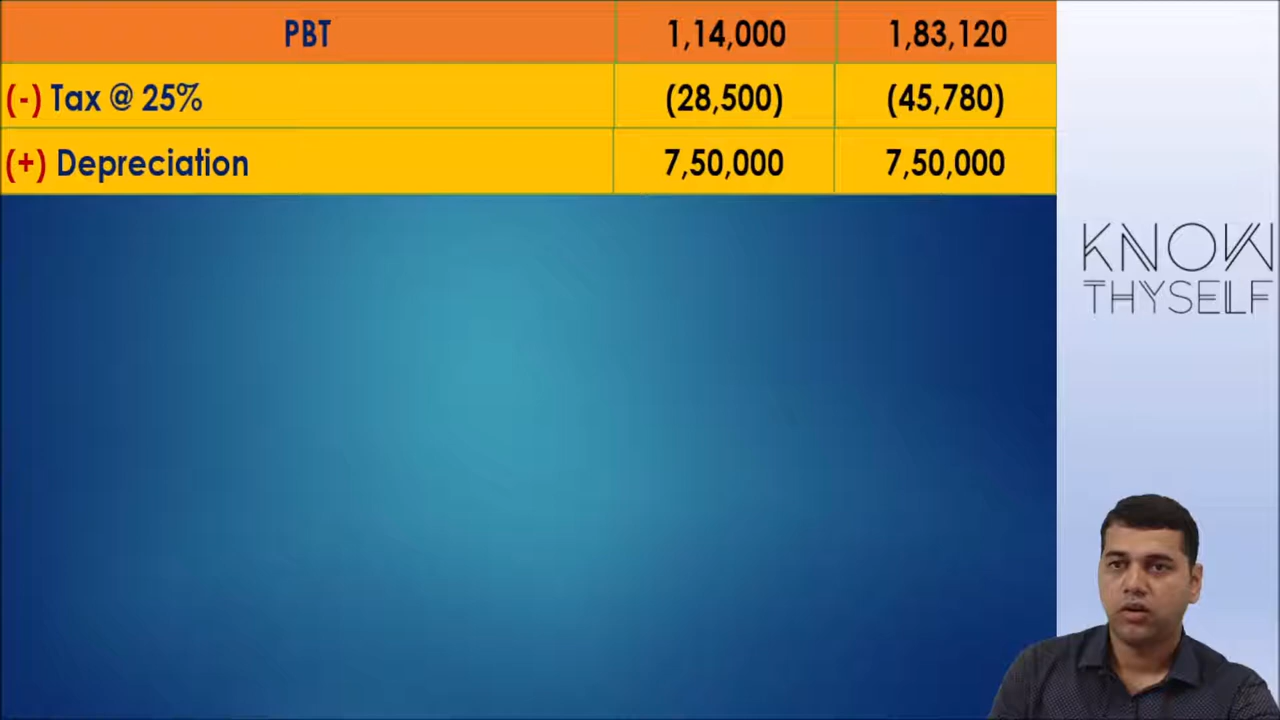 PBT 1,14,000 1,83,120
(-) Tax @ 25% (28,500) (45,780)
(+) Depreciation 7,50,000 7,50,000
KNOW
THYSELF